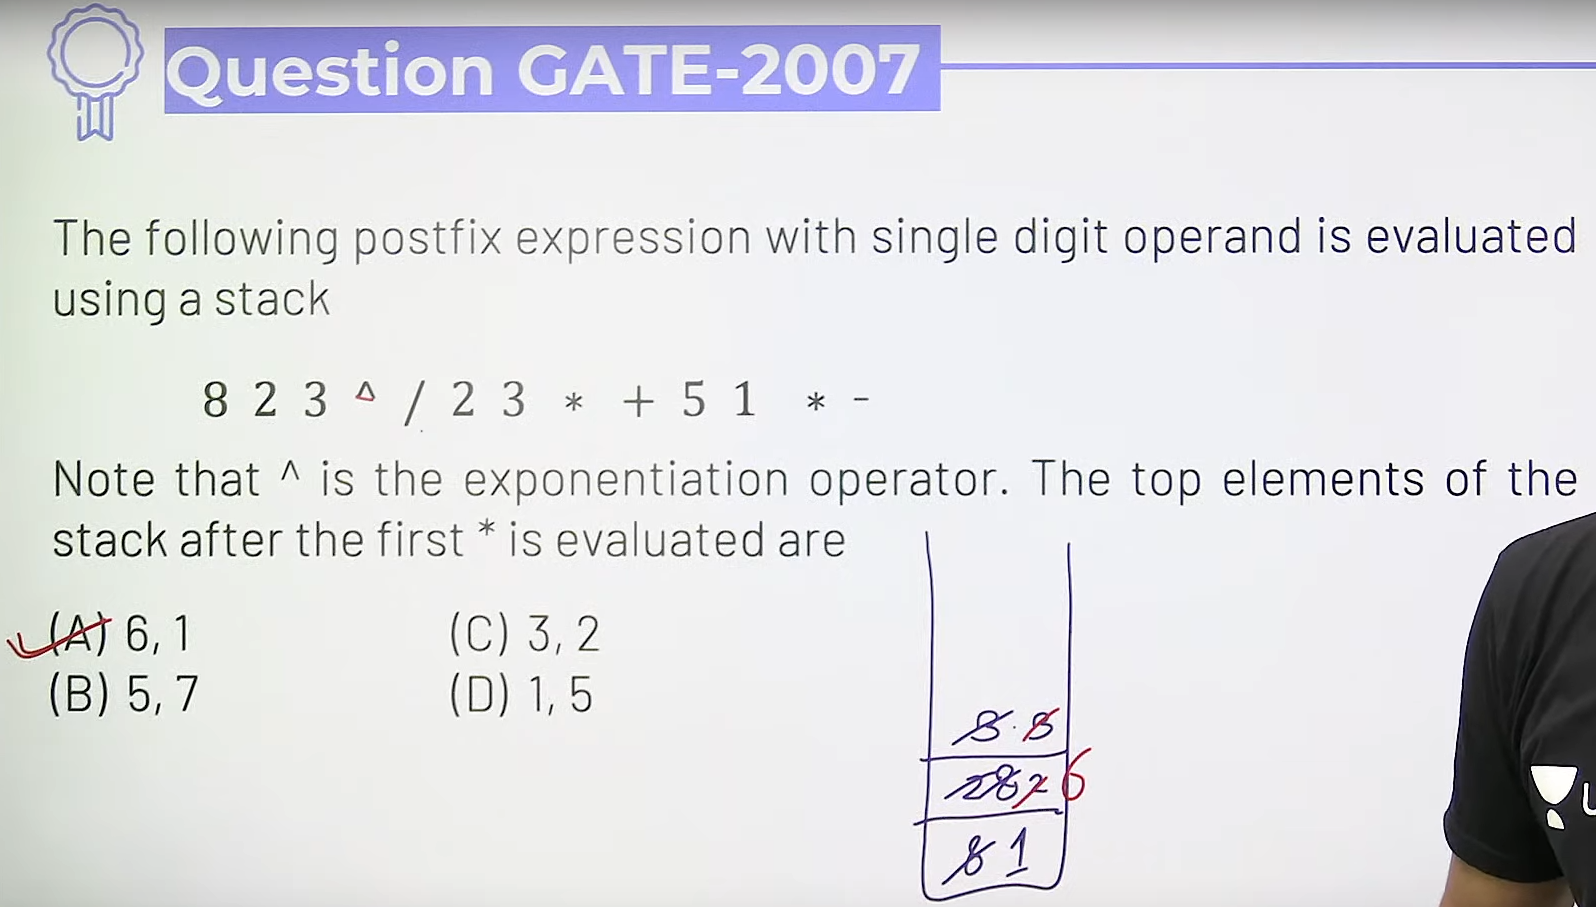 Question GATE-2007
The following postfix expression with single digit operand is evaluated
using a stack
8 2 3 ^ / 2 3 * + 5 1 * -
Note that ^ is the exponentiation operator. The top elements of the
stack after the first * is evaluated are
(A) 6, 1 (C) 3, 2
(B) 5, 7 (D) 1, 5
2 8 2 6
8 1